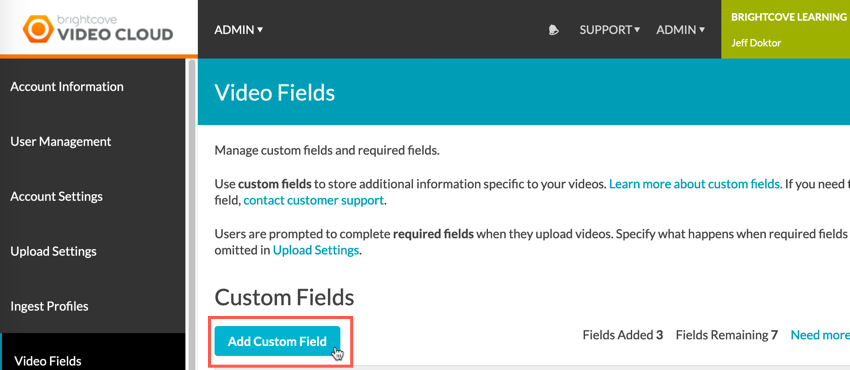 brightcove
VIDEO CLOUD
ADMIN
SUPPORT
ADMIN
BRIGHTCOVE LEARNING
Jeff Doktor
Account Information
User Management
Account Settings
Upload Settings
Ingest Profiles
Video Fields
Video Fields
Manage custom fields and required fields.
Use custom fields to store additional information specific to your videos. Learn more about custom fields. If you need t
field, contact customer support.
Users are prompted to complete required fields when they upload videos. Specify what happens when required fields
omitted in Upload Settings.
Custom Fields
Add Custom Field
Fields Added 3 Fields Remaining 7 Need more